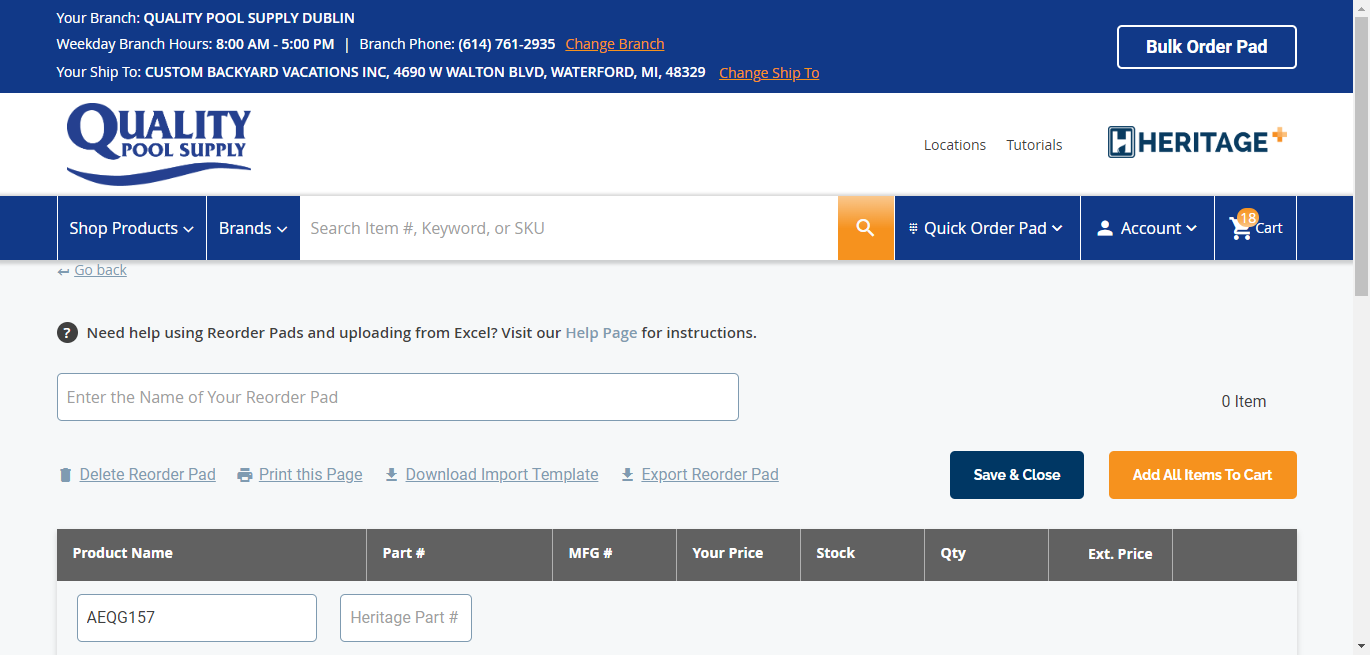 Your Branch: QUALITY POOL SUPPLY DUBLIN
Weekday Branch Hours: 8:00 AM - 5:00 PM | Branch Phone: (614) 761-2935 Change Branch
Your Ship To: CUSTOM BACKYARD VACATIONS INC, 4690 W WALTON BLVD, WATERFORD, MI, 48329 Change Ship To
Bulk Order Pad
QUALITY
POOL SUPPLY
Locations Tutorials
HERITAGE+
Shop Products Brands Search Item #, Keyword, or SKU Quick Order Pad Account 18 Cart
Go back
? Need help using Reorder Pads and uploading from Excel? Visit our Help Page for instructions.
Enter the Name of Your Reorder Pad
0 Item
Delete Reorder Pad Print this Page Download Import Template Export Reorder Pad Save & Close Add All Items To Cart
Product Name Part # MFG # Your Price Stock Qty Ext. Price
AEQG157 Heritage Part #